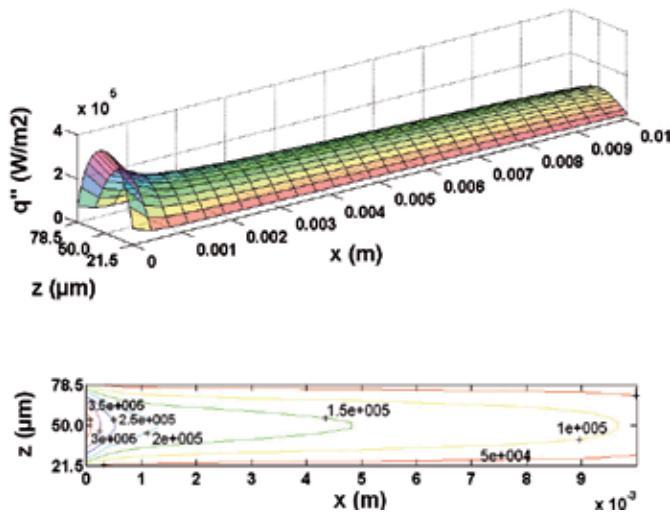 x 10⁵
q'' (W/m2)
4
2
0
78.5
50.0
21.5
z (µm)
0
0.001
0.002
0.003
0.004
0.005
0.006
0.007
0.008
0.009
0.01
x (m)
z (µm)
78.5
50.0
21.5
3.5e+005
2.5e+005
3e+006
2e+005
1.5e+005
1e+005
5e+004
0 1 2 3 4 5 6 7 8 9
x (m)
x 10⁻³